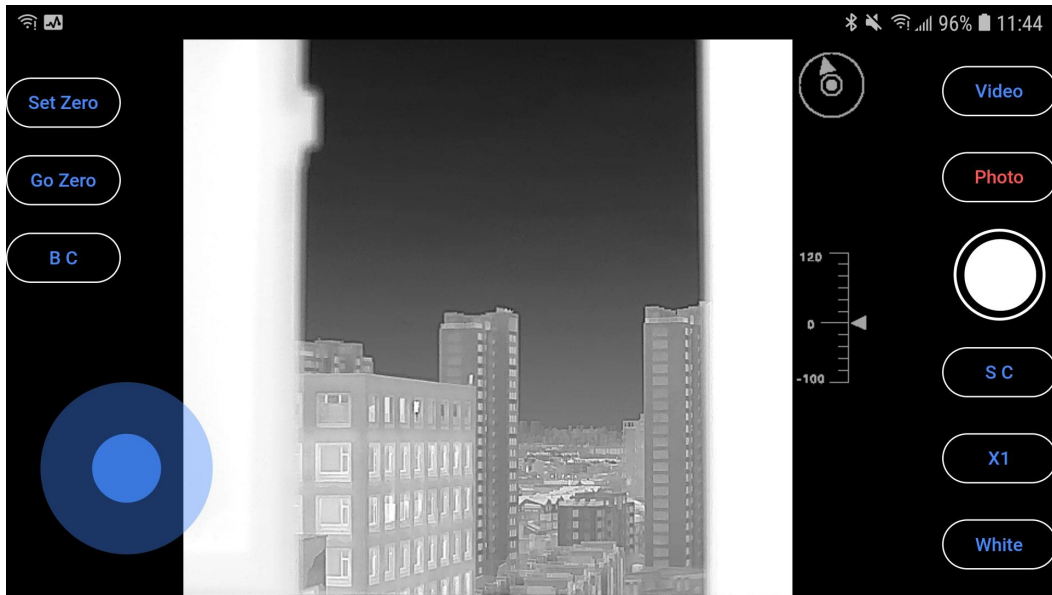 96% 11:44
Set Zero
Go Zero
B C
120
0
-100
Video
Photo
S C
X1
White